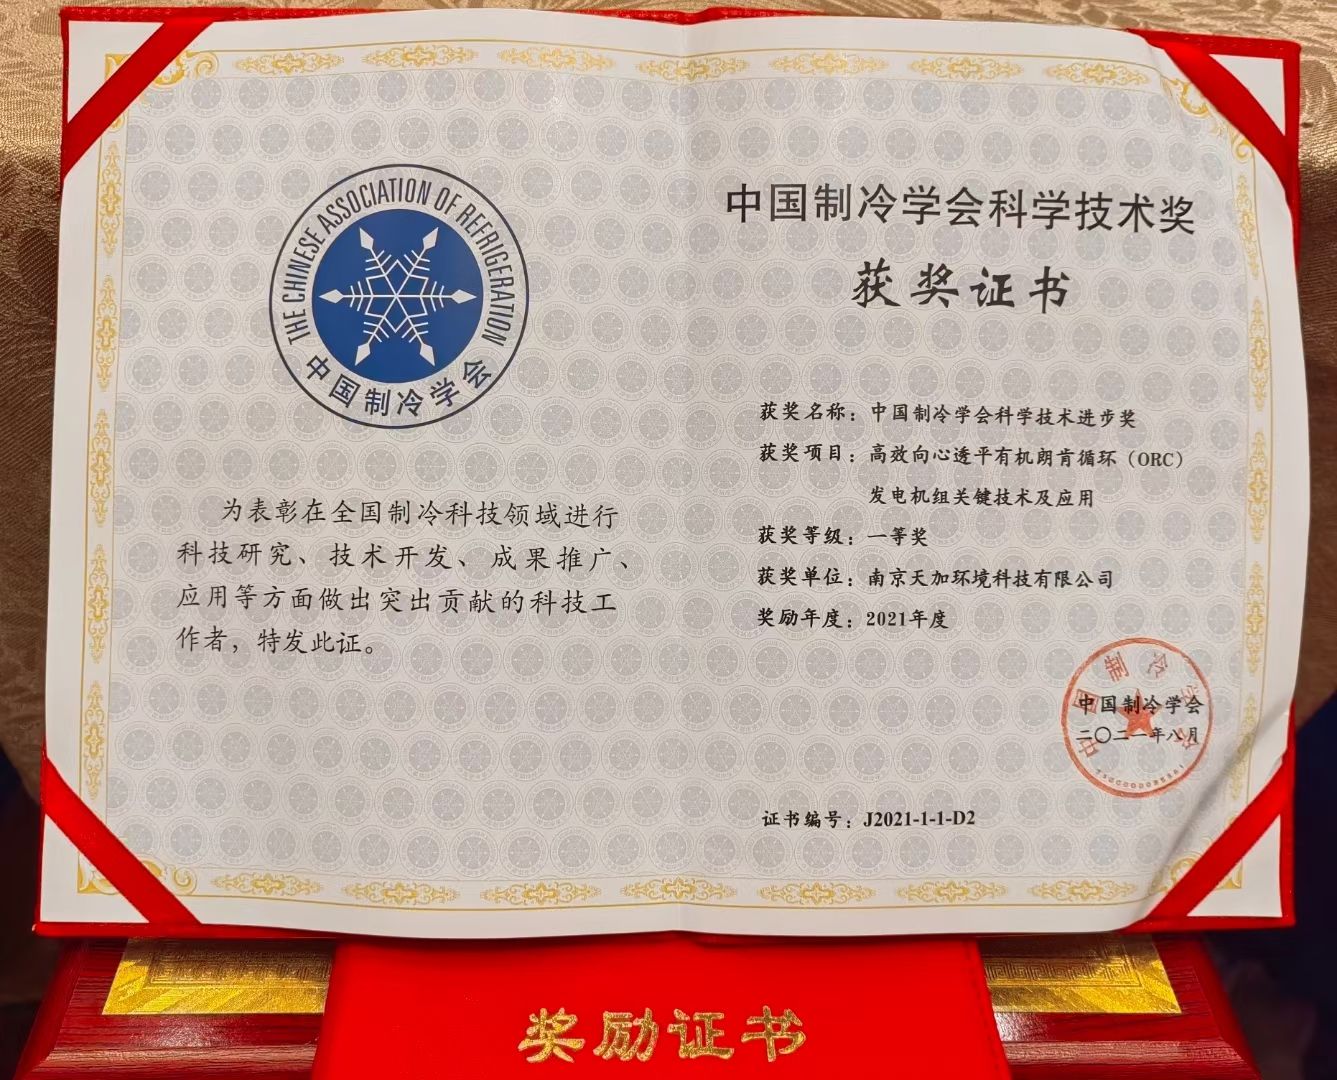 THE CHINESE ASSOCIATION OF REFRIGERATION
中国制冷学会
为表彰在全国制冷科技领域进行
科技研究、技术开发、成果推广、
应用等方面做出突出贡献的科技工
作者，特发此证。
中国制冷学会科学技术奖
获奖证书
获奖名称：中国制冷学会科学技术进步奖
获奖项目：高效向心透平有机朗肯循环（ORC）
发电机组关键技术及应用
获奖等级：一等奖
获奖单位：南京天加环境科技有限公司
奖励年度：2021年度
中国制冷学会
中国制冷学会
二〇二一年八月
证书编号：J2021-1-1-D2
奖励证书